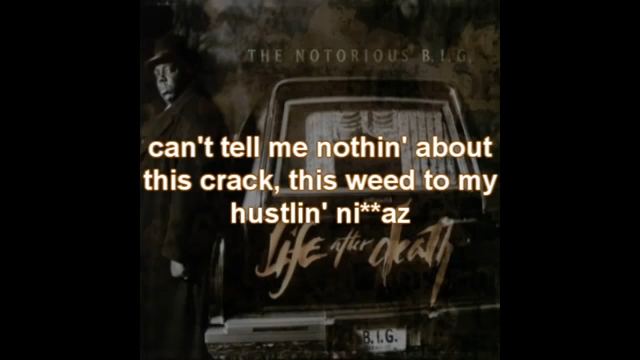 THE NOTORIOUS B.I.G.
can't tell me nothin' about
this crack, this weed to my
hustlin' ni**az
Life after death
B.I.G.